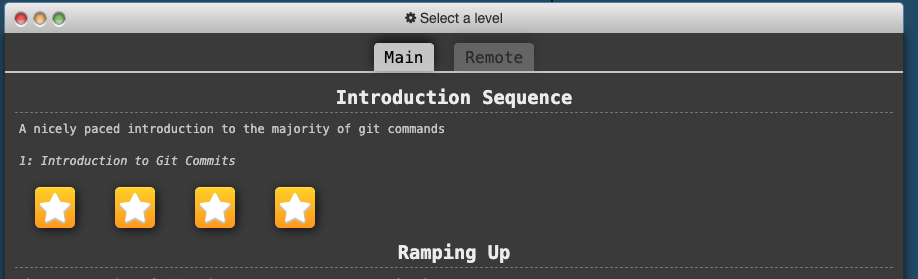 Select a level
Main Remote
Introduction Sequence
A nicely paced introduction to the majority of git commands
1: Introduction to Git Commits
Ramping Up